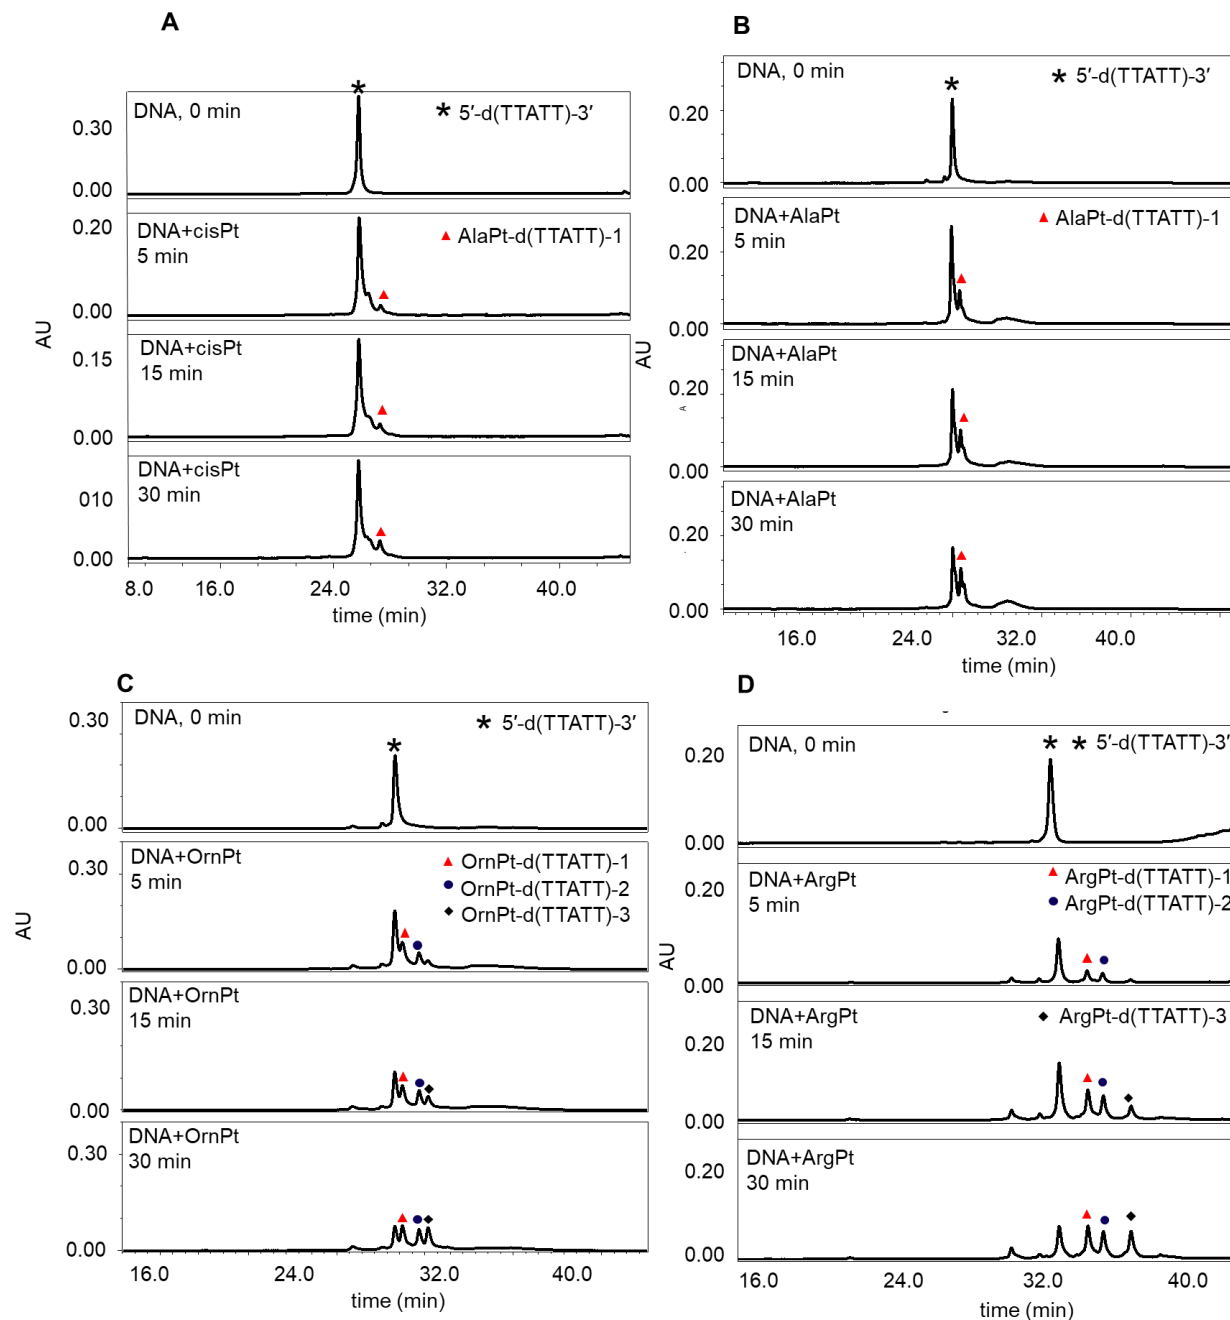 A
DNA, 0 min
* 5′-d(TTATT)-3′
0.30
0.00
DNA+cisPt
5 min
AlaPt-d(TTATT)-1
0.20
0.00
DNA+cisPt
15 min
0.15
0.00
DNA+cisPt
30 min
010
0.00
AU
8.0 16.0 24.0 32.0 40.0
time (min)
B
DNA, 0 min
* 5′-d(TTATT)-3′
0.20
0.00
DNA+AlaPt
5 min
AlaPt-d(TTATT)-1
0.20
0.00
DNA+AlaPt
15 min
0.20
0.00
DNA+AlaPt
30 min
0.20
0.00
AU
A
16.0 24.0 32.0 40.0
time (min)
C
DNA, 0 min
* 5′-d(TTATT)-3′
0.30
0.00
DNA+OrnPt
5 min
OrnPt-d(TTATT)-1
OrnPt-d(TTATT)-2
OrnPt-d(TTATT)-3
0.30
0.00
DNA+OrnPt
15 min
0.30
0.00
DNA+OrnPt
30 min
0.30
0.00
AU
16.0 24.0 32.0 40.0
time (min)
D
DNA, 0 min
* * 5′-d(TTATT)-3′
0.20
0.00
DNA+ArgPt
5 min
ArgPt-d(TTATT)-1
ArgPt-d(TTATT)-2
0.20
0.00
DNA+ArgPt
15 min
ArgPt-d(TTATT)-3
0.20
0.00
DNA+ArgPt
30 min
0.20
0.00
AU
16.0 24.0 32.0 40.0
time (min)